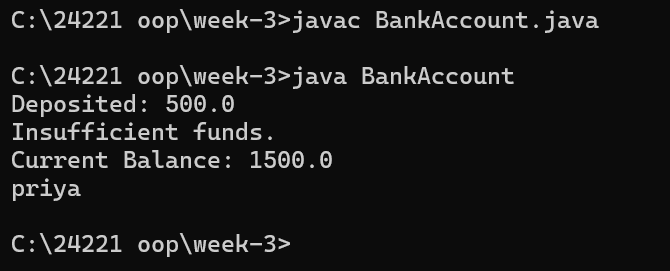 C:\24221 oop\week-3>javac BankAccount.java
C:\24221 oop\week-3>java BankAccount
Deposited: 500.0
Insufficient funds.
Current Balance: 1500.0
priya
C:\24221 oop\week-3>